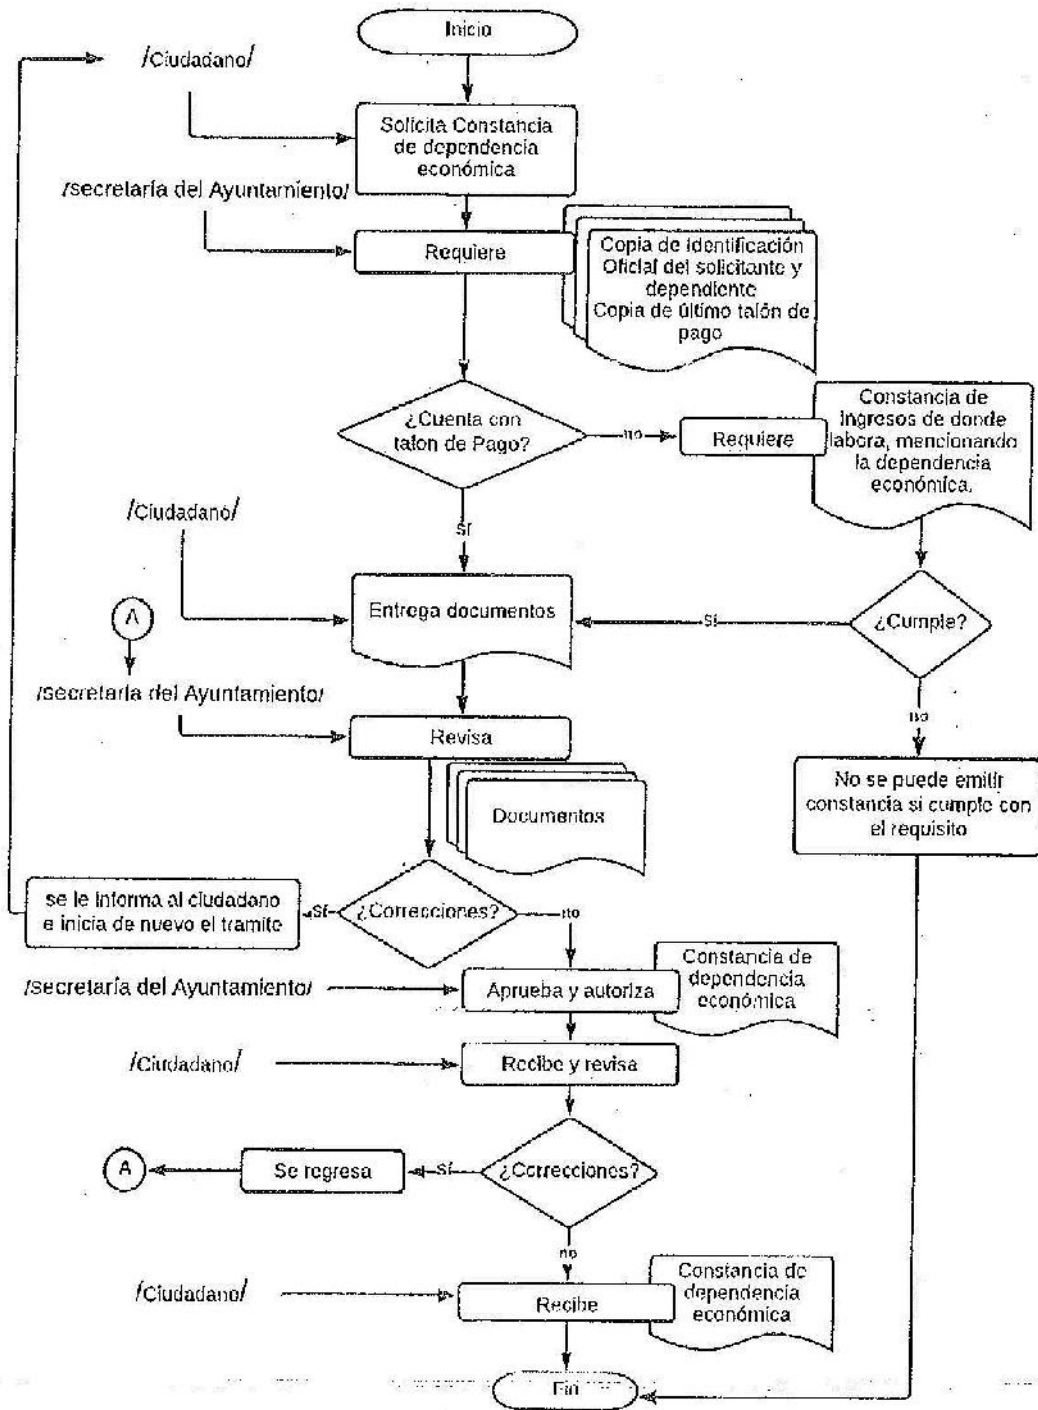 Inicio
/Ciudadano/
Solicita Constancia
de dependencia
económica
/secretaría del Ayuntamiento/
Requiere
Copia de Identificación
Oficial del solicitante y
dependiente
Copia de último talón de
pago
¿Cuenta con
talon de Pago?
no
Requiere
Constancia de
ingresos de donde
labora, mencionando
la dependencia
económica.
sí
/Ciudadano/
Entrega documentos
sí
¿Cumple?
A
/secretaría del Ayuntamiento/
Revisa
no
Documentos
No se puede emitir
constancia si cumple con
el requisito
se le informa al ciudadano
e inicia de nuevo el tramite
sí
¿Correcciones?
no
/secretaría del Ayuntamiento/
Aprueba y autoriza
Constancia de
dependencia
económica
/Ciudadano/
Recibe y revisa
A
Se regresa
sí
¿Correcciones?
no
/Ciudadano/
Recibe
Constancia de
dependencia
económica
Fin